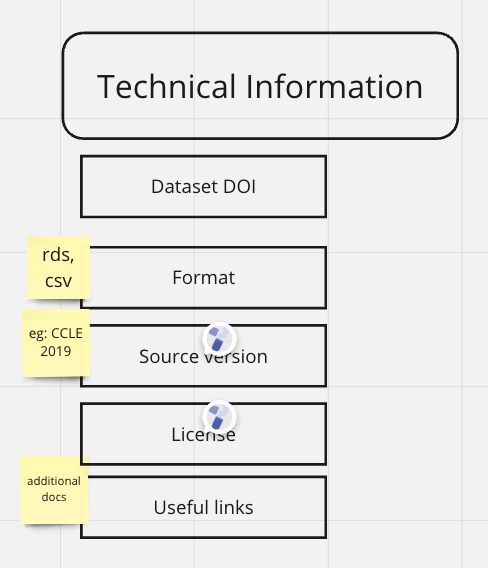 Technical Information
Dataset DOI
rds,
csv
Format
eg: CCLE
2019
Source version
License
additional
docs
Useful links